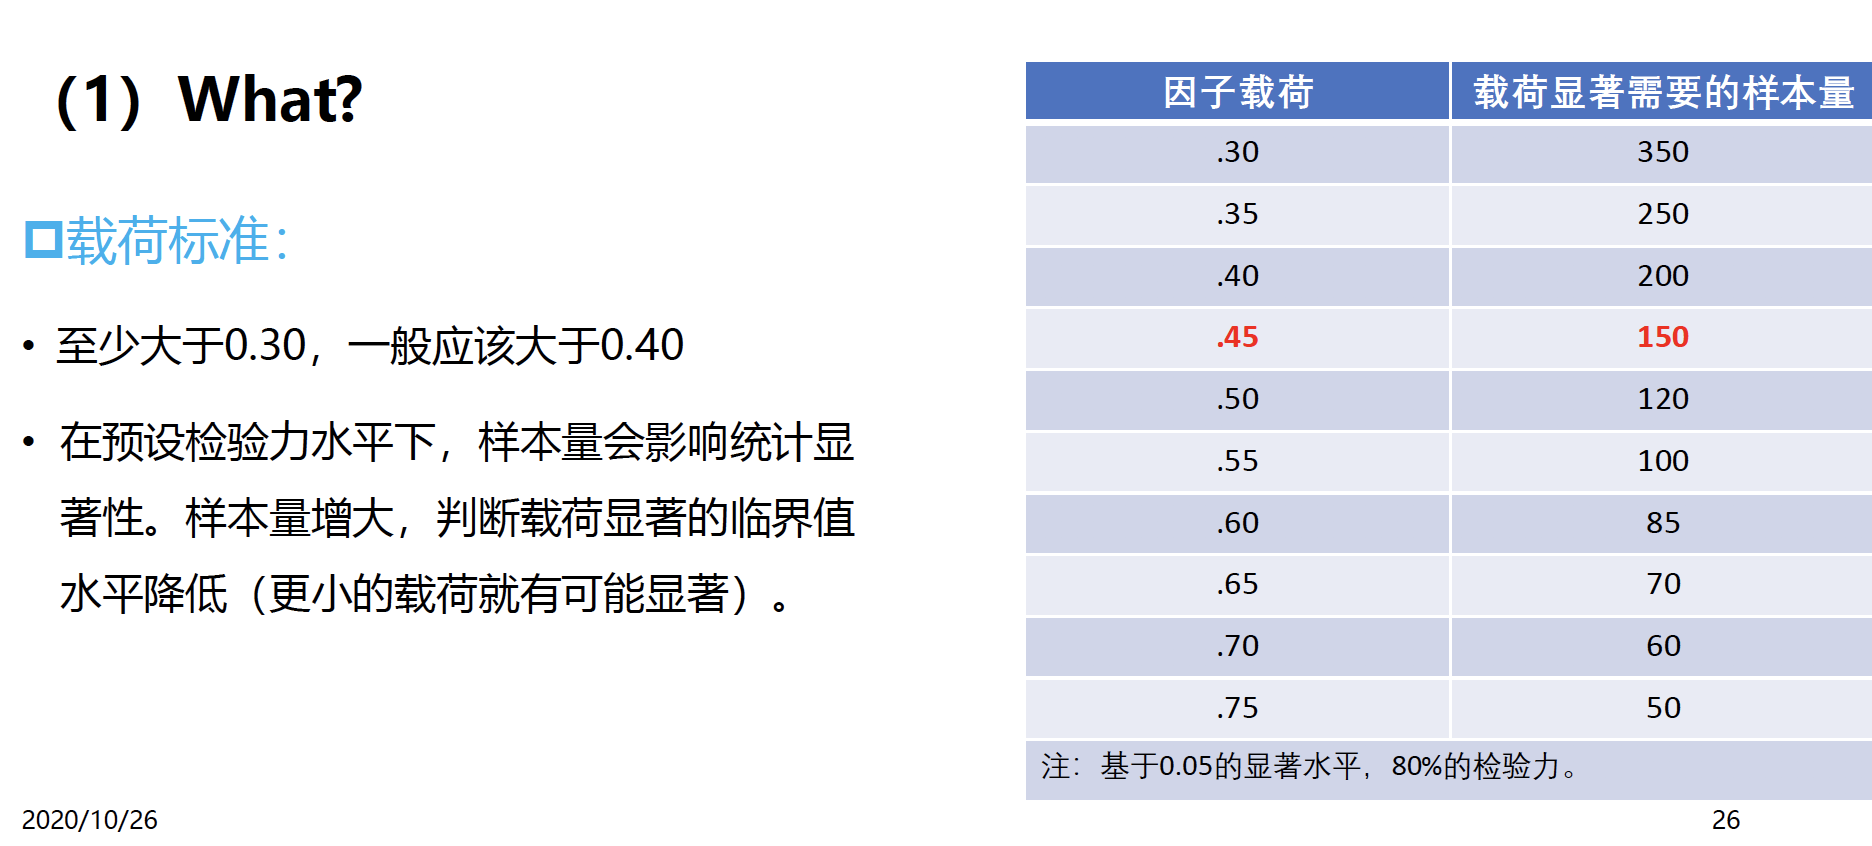 （1）What?
载荷标准：
• 至少大于0.30，一般应该大于0.40
• 在预设检验力水平下，样本量会影响统计显
著性。样本量增大，判断载荷显著的临界值
水平降低（更小的载荷就有可能显著）。
因子载荷 载荷显著需要的样本量
.30 350
.35 250
.40 200
.45 150
.50 120
.55 100
.60 85
.65 70
.70 60
.75 50
注：基于0.05的显著水平，80%的检验力。
2020/10/26
26